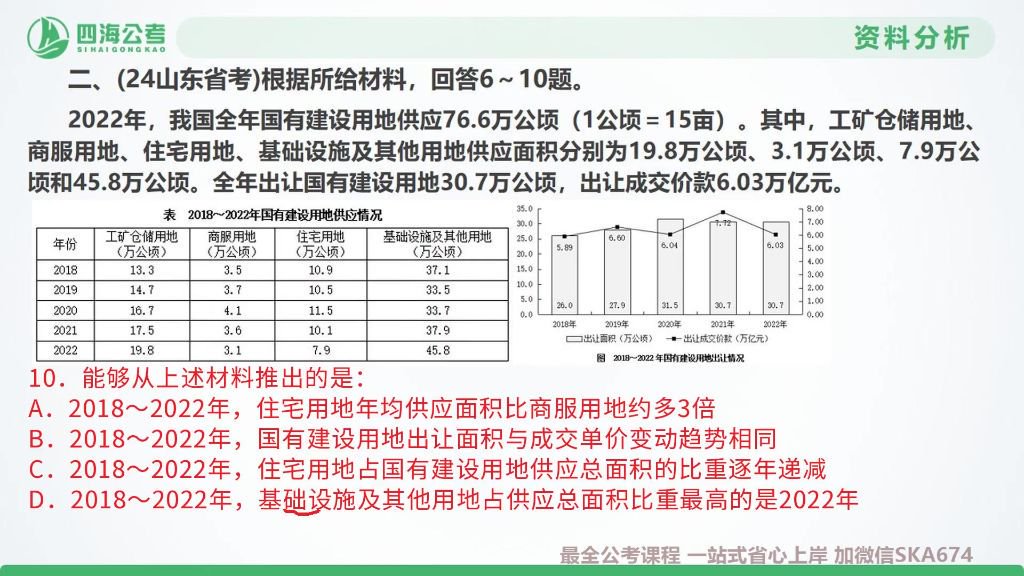 四海公考
SIHAIGONGKAO
资料分析
二、(24山东省考)根据所给材料，回答6～10题。
2022年，我国全年国有建设用地供应76.6万公顷（1公顷＝15亩）。其中，工矿仓储用地、
商服用地、住宅用地、基础设施及其他用地供应面积分别为19.8万公顷、3.1万公顷、7.9万公
顷和45.8万公顷。全年出让国有建设用地30.7万公顷，出让成交价款6.03万亿元。
表 2018～2022年国有建设用地供应情况
年份 工矿仓储用地（万公顷） 商服用地（万公顷） 住宅用地（万公顷） 基础设施及其他用地（万公顷）
2018 13.3 3.5 10.9 37.1
2019 14.7 3.7 10.5 33.5
2020 16.7 4.1 11.5 33.7
2021 17.5 3.6 10.1 37.9
2022 19.8 3.1 7.9 45.8
35.0 8.00
30.0 7.00
25.0 6.00
20.0 5.00
15.0 4.00
10.0 3.00
5.0 2.00
0.0 1.00
0.00
5.89 6.60 6.04 7.72 6.03
26.0 27.9 31.5 30.7 30.7
2018年 2019年 2020年 2021年 2022年
出让面积（万公顷） 出让成交价款（万亿元）
图 2018～2022年国有建设用地出让情况
10．能够从上述材料推出的是：
A．2018～2022年，住宅用地年均供应面积比商服用地约多3倍
B．2018～2022年，国有建设用地出让面积与成交单价变动趋势相同
C．2018～2022年，住宅用地占国有建设用地供应总面积的比重逐年递减
D．2018～2022年，基础设施及其他用地占供应总面积比重最高的是2022年
最全公考课程 一站式省心上岸 加微信SKA674